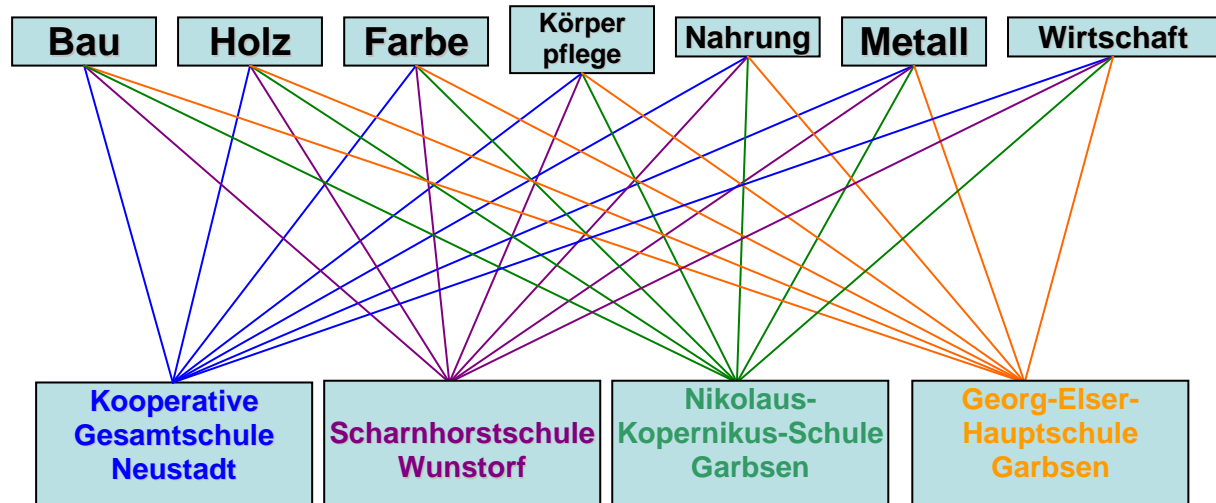 Bau
Holz
Farbe
Körper
pflege
Nahrung
Metall
Wirtschaft
Kooperative
Gesamtschule
Neustadt
Scharnhorstschule
Wunstorf
Nikolaus-
Kopernikus-Schule
Garbsen
Georg-Elser-
Hauptschule
Garbsen